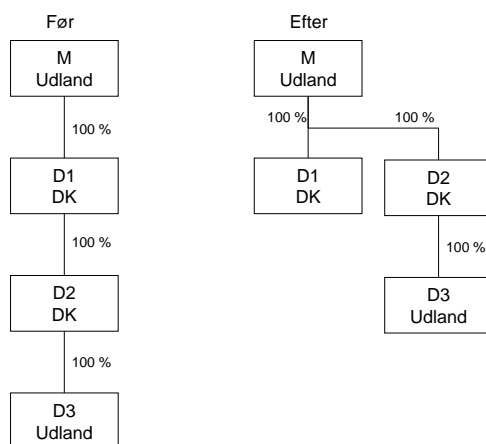 Før
M
Udland
100 %
D1
DK
100 %
D2
DK
100 %
D3
Udland
Efter
M
Udland
100 %
100 %
D1
DK
D2
DK
100 %
D3
Udland